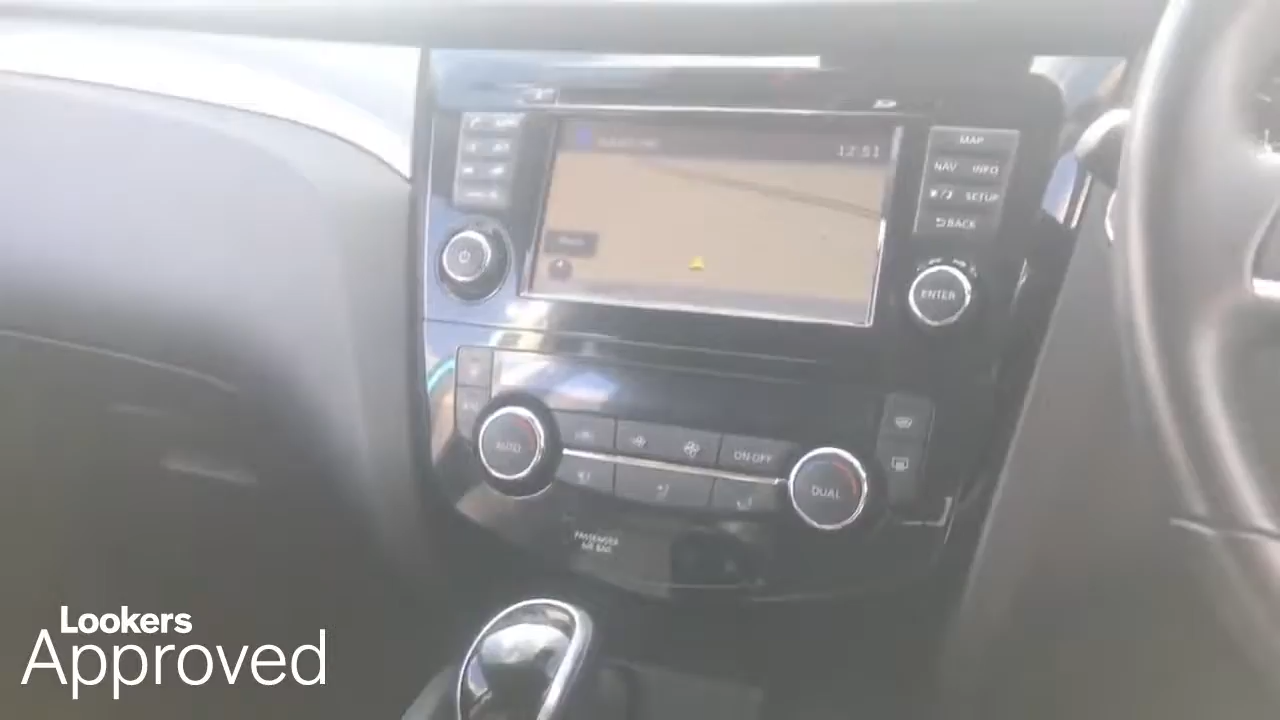 12:51
MAP
NAV INFO
SETUP
BACK
ENTER
AUTO
ON·OFF
DUAL
PASSENGER
AIR BAG
Lookers
Approved